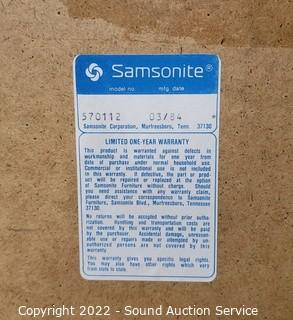 Samsonite®
model no. mfg. date
570112 03/84 *
Samsonite Corporation, Murfreesboro, Tenn. 37130
LIMITED ONE-YEAR WARRANTY
This product is warranted against defects in
workmanship and materials for one year from
date of purchase under normal household use.
Commercial or institutional use is not included
in this warranty. If defective, the part or prod-
uct will be repaired or replaced at the option
of Samsonite Furniture without charge. Should
you need assistance with any warranty claim,
please direct your correspondence to Samsonite
Furniture, Samsonite Blvd., Murfreesboro, Tennessee
37130.
No returns will be accepted without prior autho-
rization. Handling and transportation costs are
not covered by this warranty and will be paid
by the purchaser. Accidental damage, unreason-
able use or repairs made or attempted by un-
authorized persons are not covered by this
warranty.
This warranty gives you specific legal rights.
You may also have other rights which vary
from state to state.
Copyright 2022 - Sound Auction Service